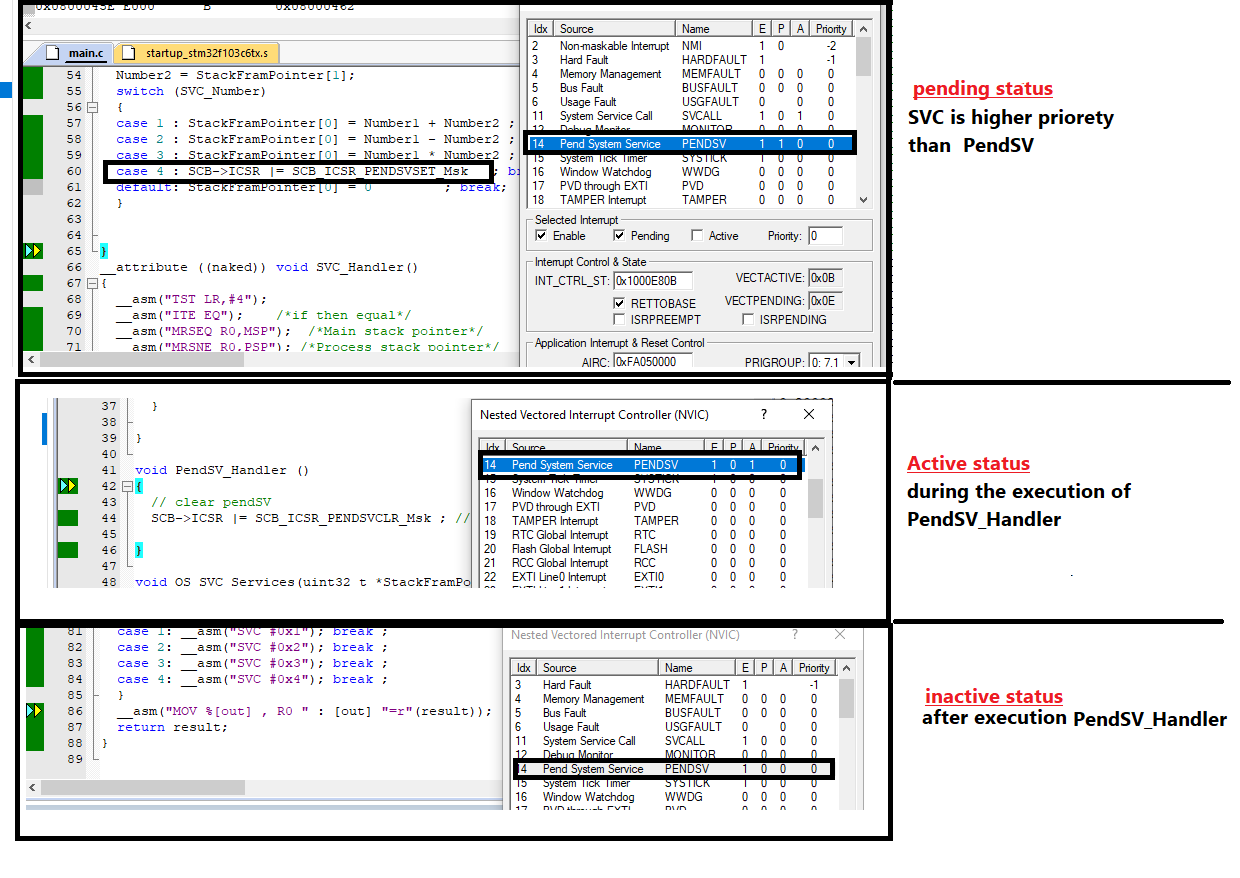 0x0800045E E000 B 0x08000462
main.c startup_stm32f103c6tx.s
54 Number2 = StackFramPointer[1];
55 switch (SVC_Number)
56 {
57 case 1 : StackFramPointer[0] = Number1 + Number2 ;
58 case 2 : StackFramPointer[0] = Number1 - Number2 ;
59 case 3 : StackFramPointer[0] = Number1 * Number2 ;
60 case 4 : SCB->ICSR |= SCB_ICSR_PENDSVSET_Msk ; br
61 default: StackFramPointer[0] = 0 ; break;
62 }
63
64
65 }
66 __attribute ((naked)) void SVC_Handler()
67 {
68 __asm("TST LR,#4");
69 __asm("ITE EQ"); /*if then equal*/
70 __asm("MRSEQ R0,MSP"); /*Main stack pointer*/
71 __asm("MRSNE R0,PSP"); /*Process stack pointer*/
Idx Source Name E P A Priority
2 Non-maskable Interrupt NMI 1 0 -2
3 Hard Fault HARDFAULT 1 -1
4 Memory Management MEMFAULT 0 0 0 0
5 Bus Fault BUSFAULT 0 0 0 0
6 Usage Fault USGFAULT 0 0 0 0
11 System Service Call SVCALL 1 0 1 0
12 Debug Monitor MONITOR 0 0 0 0
14 Pend System Service PENDSV 1 1 0 0
15 System Tick Timer SYSTICK 1 0 0 0
16 Window Watchdog WWDG 0 0 0 0
17 PVD through EXTI PVD 0 0 0 0
18 TAMPER Interrupt TAMPER 0 0 0 0
Selected Interrupt
Enable Pending Active Priority: 0
Interrupt Control & State
INT_CTRL_ST: 0x1000E80B VECTACTIVE: 0x0B
RETTOBASE VECTPENDING: 0x0E
ISRPREEMPT ISRPENDING
Application Interrupt & Reset Control
AIRC: 0xFA050000 PRIGROUP: 0: 7.1
pending status
SVC is higher priorety
than PendSV
37 }
38
39 }
40
41 void PendSV_Handler ()
42 {
43 // clear pendSV
44 SCB->ICSR |= SCB_ICSR_PENDSVCLR_Msk ; //
45
46 }
47
48 void OS_SVC_Services(uint32_t *StackFramPo
Nested Vectored Interrupt Controller (NVIC) ?
Idx Source Name E P A Priority
14 Pend System Service PENDSV 1 0 1 0
15 System Tick Timer SYSTICK 1 0 0 0
16 Window Watchdog WWDG 0 0 0 0
17 PVD through EXTI PVD 0 0 0 0
18 TAMPER Interrupt TAMPER 0 0 0 0
19 RTC Global Interrupt RTC 0 0 0 0
20 Flash Global Interrupt FLASH 0 0 0 0
21 RCC Global Interrupt RCC 0 0 0 0
22 EXTI Line0 Interrupt EXTI0 0 0 0 0
Active status
during the execution of
PendSV_Handler
81 case 1: __asm("SVC #0x1"); break ;
82 case 2: __asm("SVC #0x2"); break ;
83 case 3: __asm("SVC #0x3"); break ;
84 case 4: __asm("SVC #0x4"); break ;
85 }
86 __asm("MOV %[out] , R0 " : [out] "=r"(result));
87 return result;
88 }
89
Nested Vectored Interrupt Controller (NVIC) ?
Idx Source Name E P A Priority
3 Hard Fault HARDFAULT 1 -1
4 Memory Management MEMFAULT 0 0 0 0
5 Bus Fault BUSFAULT 0 0 0 0
6 Usage Fault USGFAULT 0 0 0 0
11 System Service Call SVCALL 1 0 0 0
12 Debug Monitor MONITOR 0 0 0 0
14 Pend System Service PENDSV 1 0 0 0
15 System Tick Timer SYSTICK 1 0 0 0
16 Window Watchdog WWDG 0 0 0 0
17 PVD through EXTI PVD 0 0 0 0
inactive status
after execution PendSV_Handler